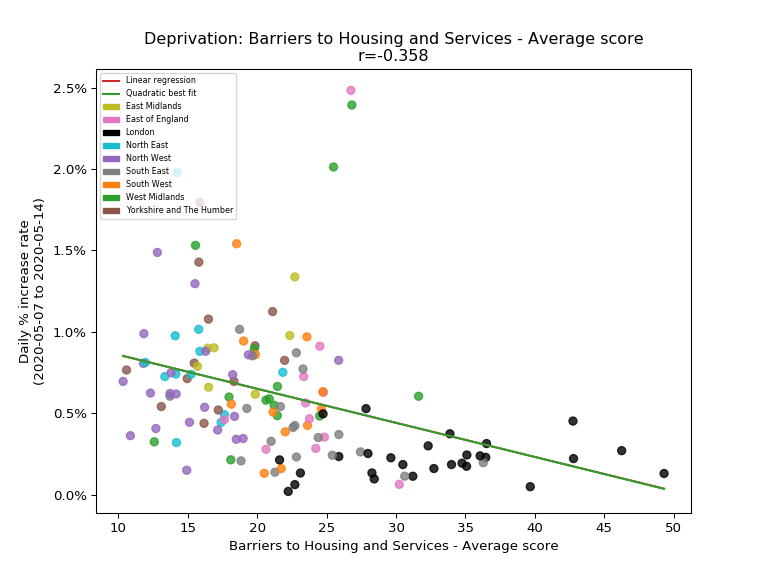 Deprivation: Barriers to Housing and Services - Average score
r=-0.358
Daily % increase rate
(2020-05-07 to 2020-05-14)
2.5%
2.0%
1.5%
1.0%
0.5%
0.0%
Linear regression
Quadratic best fit
East Midlands
East of England
London
North East
North West
South East
South West
West Midlands
Yorkshire and The Humber
10 15 20 25 30 35 40 45 50
Barriers to Housing and Services - Average score